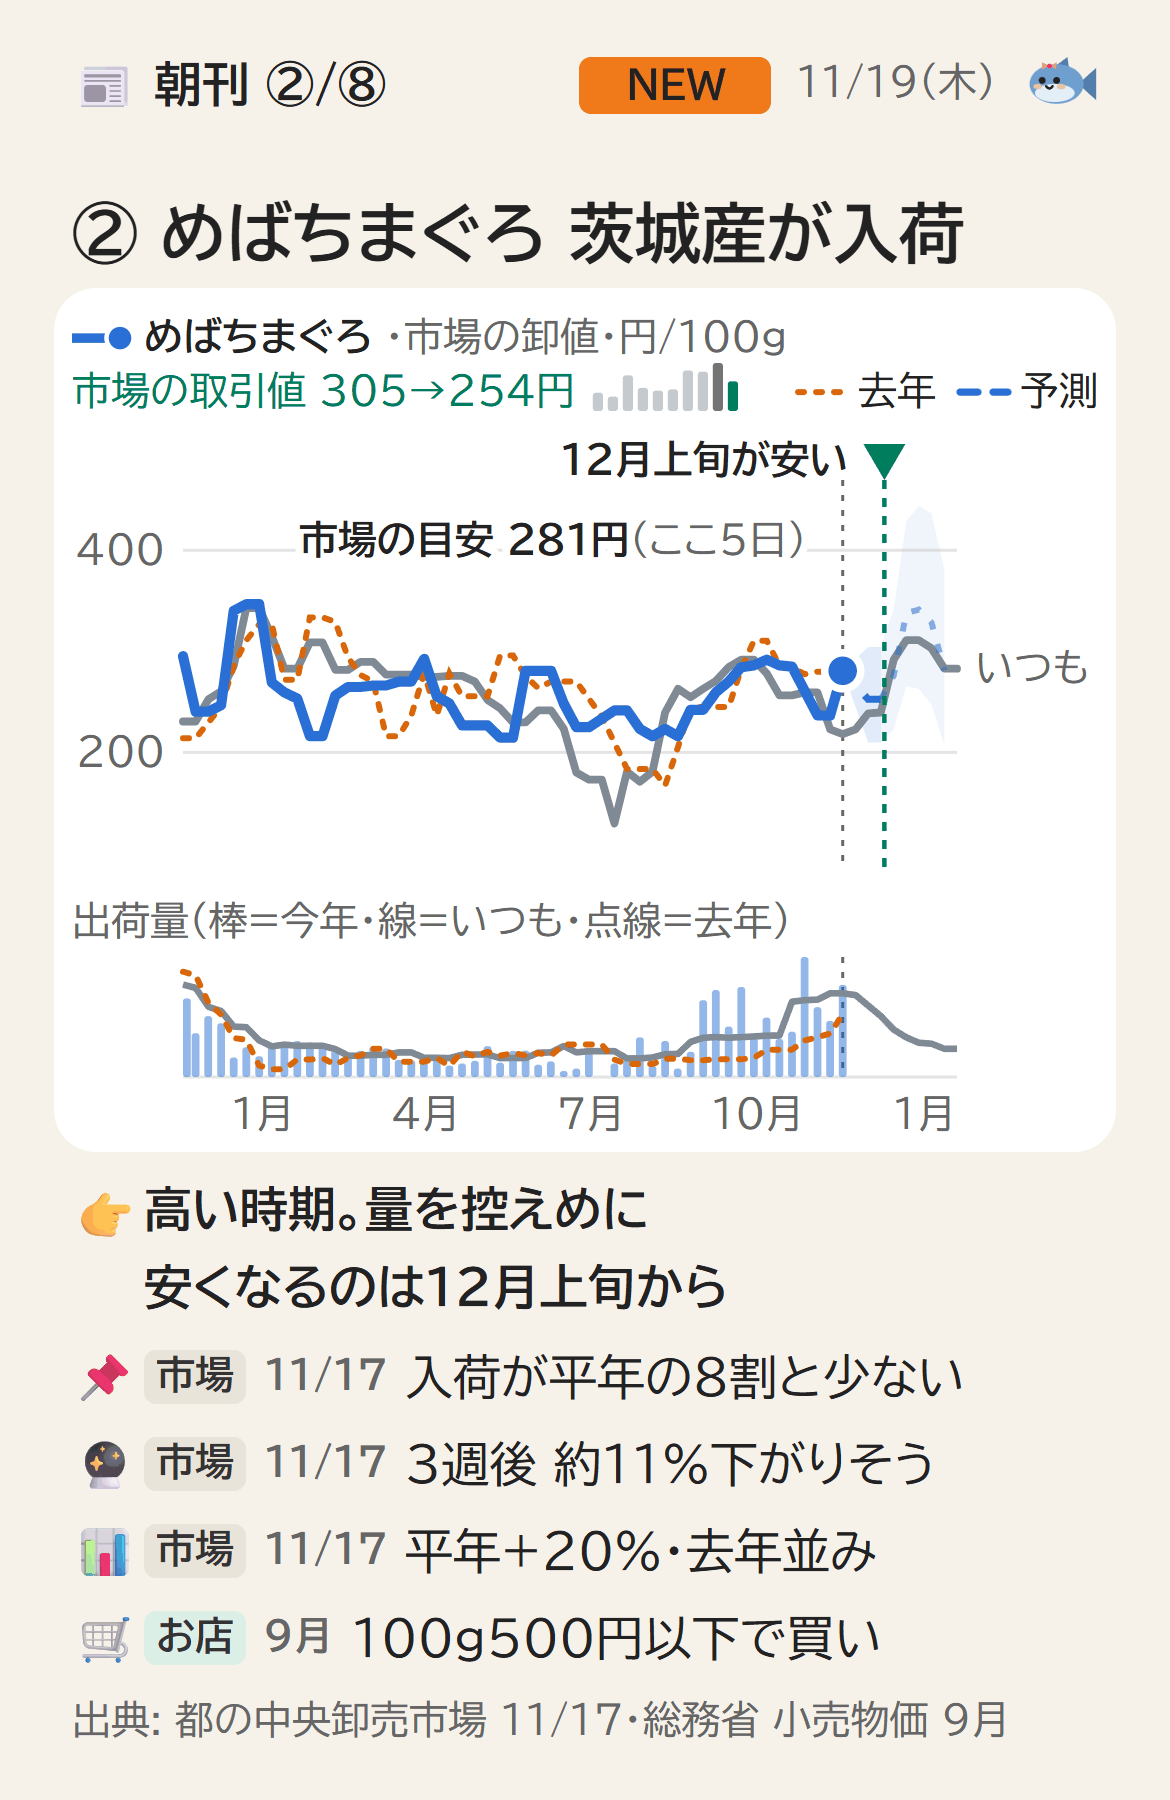 朝刊 ②/⑧ NEW 11/19(木)
② めばちまぐろ 茨城産が入荷
めばちまぐろ ・市場の卸値・円/100g
市場の取引値 305→254円 去年 予測
12月上旬が安い
市場の目安 281円(ここ5日)
400
いつも
200
出荷量(棒=今年・線=いつも・点線=去年)
1月 4月 7月 10月 1月
高い時期。量を控えめに
安くなるのは12月上旬から
市場 11/17 入荷が平年の8割と少ない
市場 11/17 3週後 約11%下がりそう
市場 11/17 平年+20%・去年並み
お店 9月 100g500円以下で買い
出典: 都の中央卸売市場 11/17・総務省 小売物価 9月